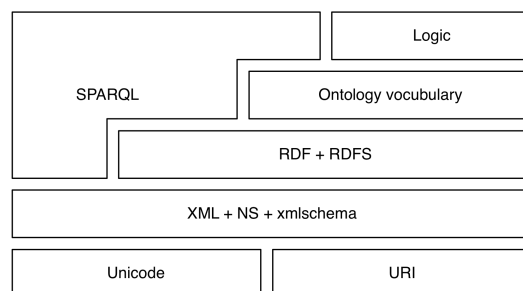 Logic
SPARQL
Ontology vocubulary
RDF + RDFS
XML + NS + xmlschema
Unicode
URI